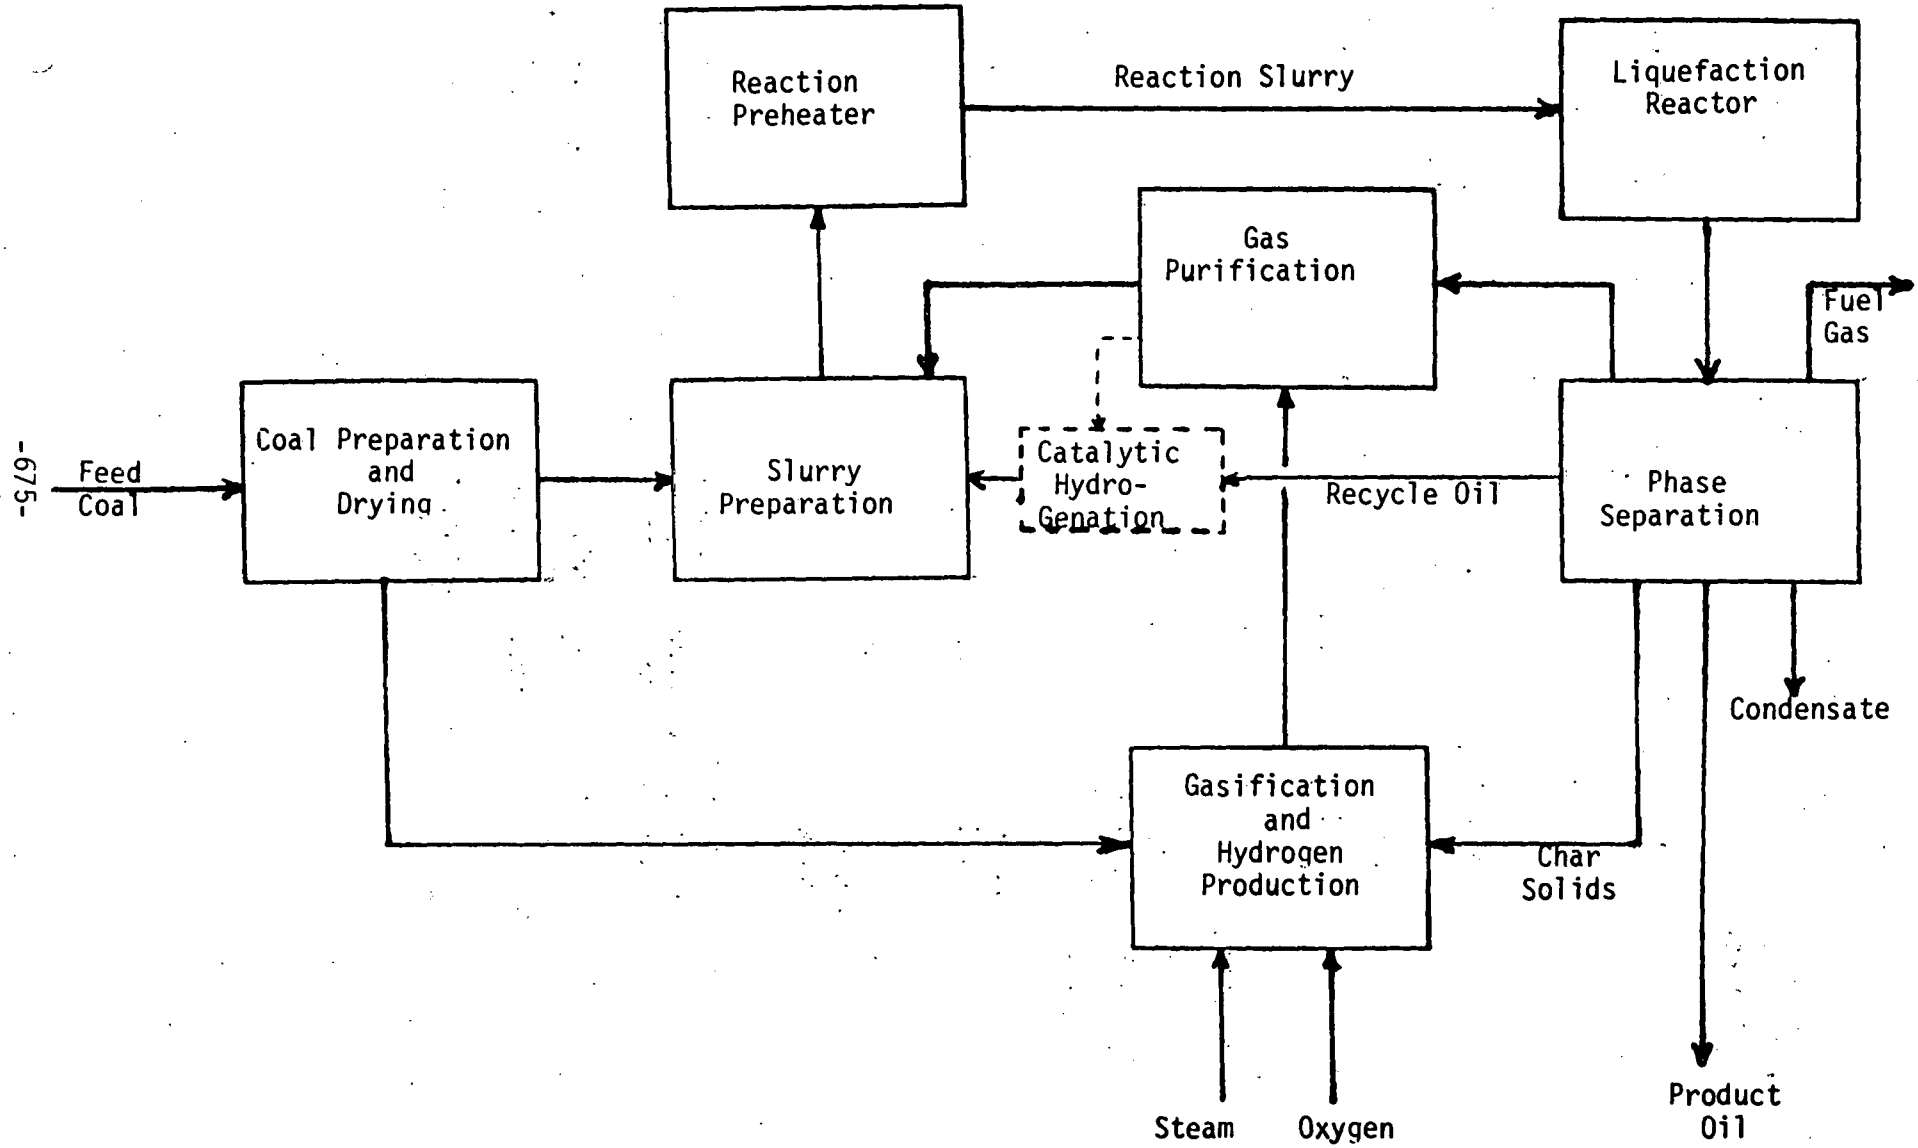 Reaction
Preheater
Reaction Slurry
Liquefaction
Reactor
Gas
Purification
Fuel
Gas
-675-
Feed
Coal
Coal Preparation
and
Drying
Slurry
Preparation
Catalytic
Hydro-
Genation
Recycle Oil
Phase
Separation
Condensate
Gasification
and
Hydrogen
Production
Char
Solids
Steam
Oxygen
Product
Oil